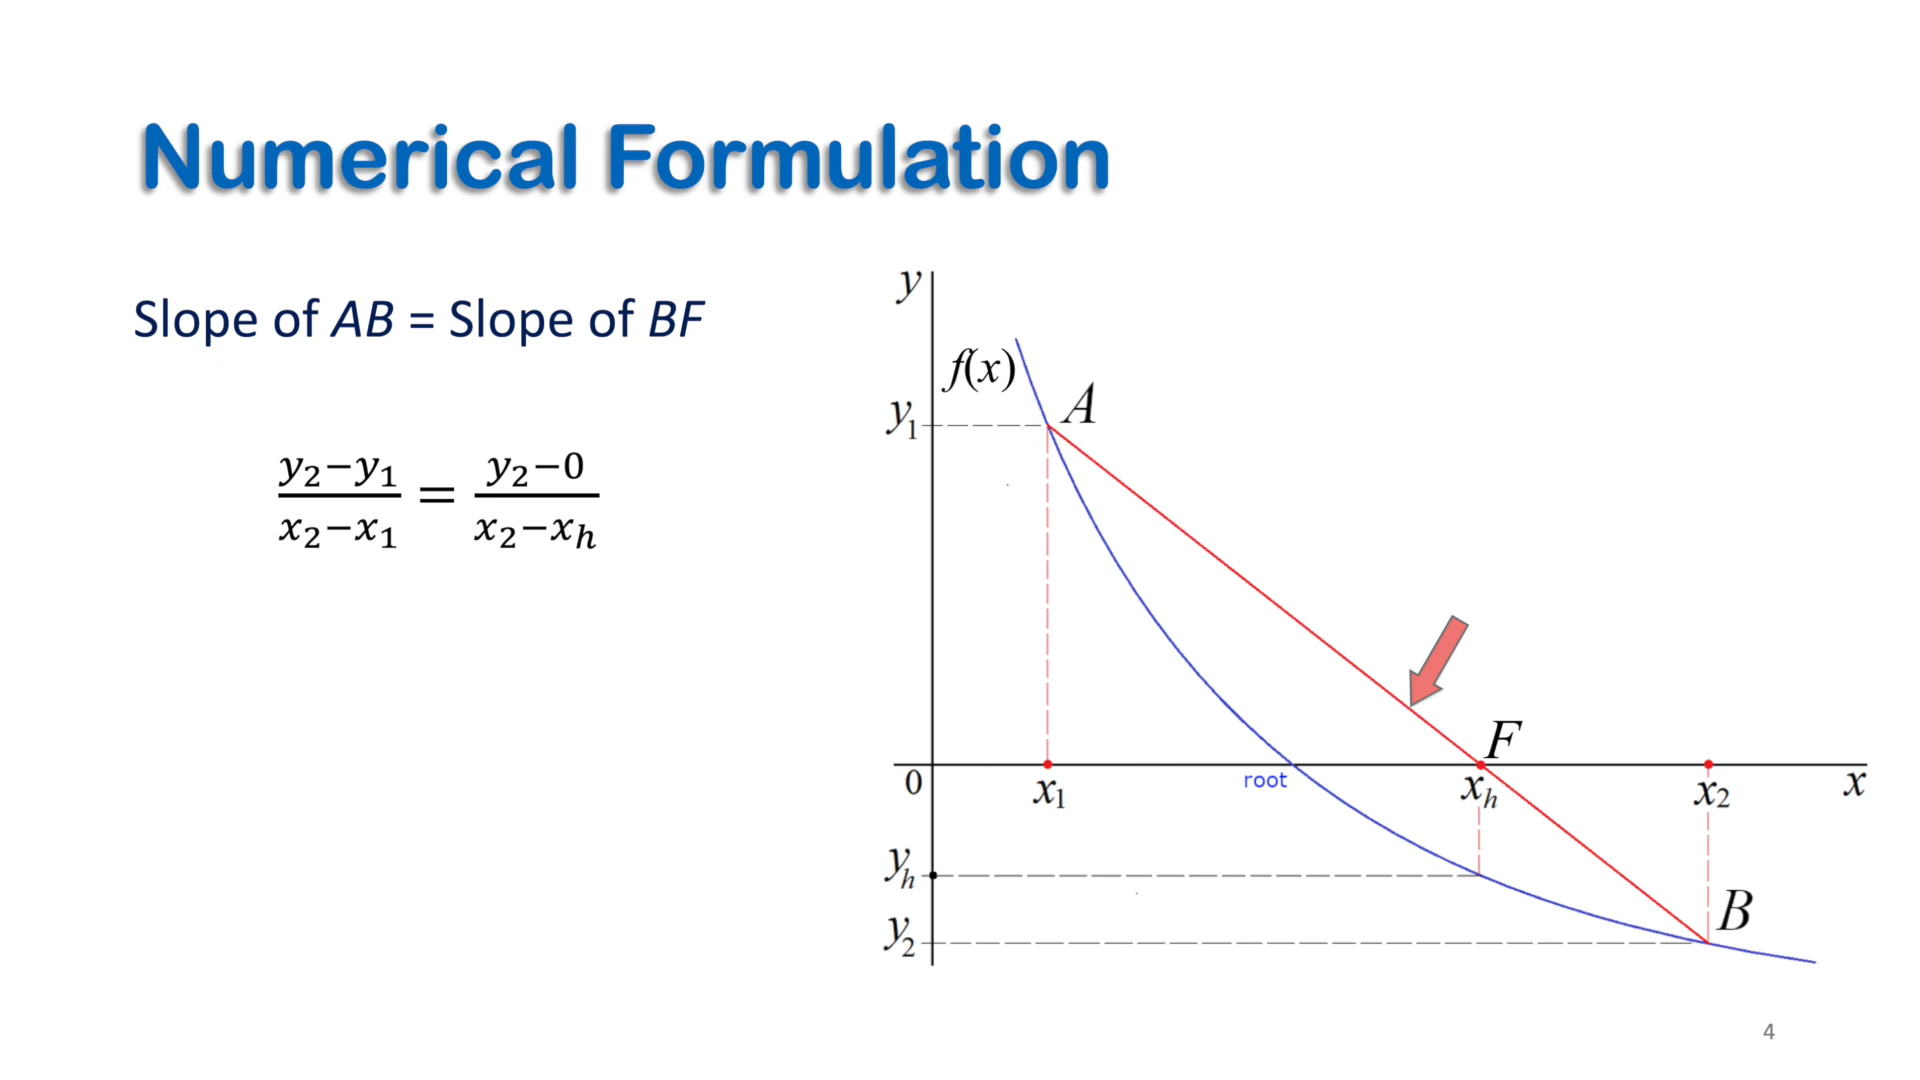 Numerical Formulation
Slope of AB = Slope of BF
y₂−y₁ / x₂−x₁ = y₂−0 / x₂−xₕ
y
f(x)
A
y₁
F
0
x₁
root
xₕ
x₂
x
yₕ
B
y₂
4